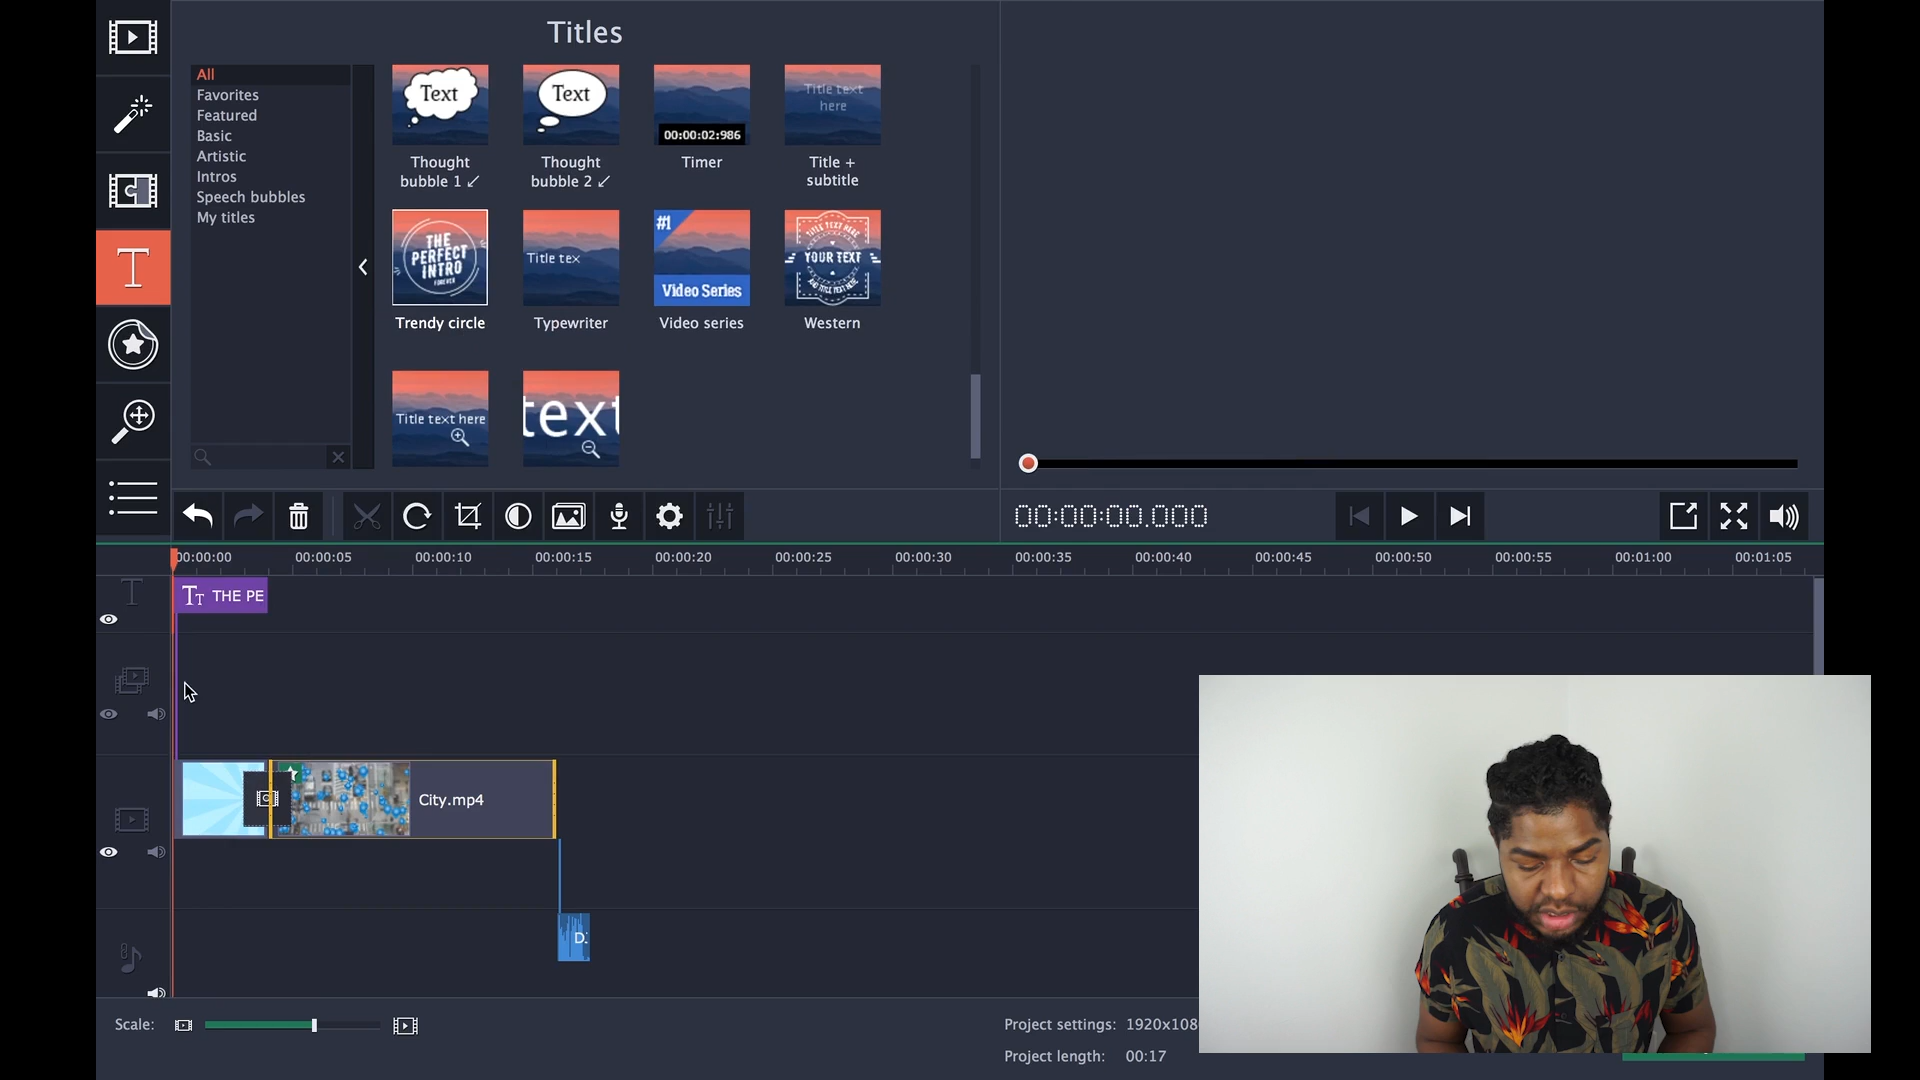 Titles
All
Favorites
Featured
Basic
Artistic
Intros
Speech bubbles
My titles
Text
Text
00:00:02:986
Title text
here
Thought
bubble 1
Thought
bubble 2
Timer
Title +
subtitle
THE
PERFECT
INTRO
FOREVER
Title tex
#1
Video Series
TITLE TEXT HERE
YOUR TEXT
Trendy circle
Typewriter
Video series
Western
Title text here
text
00:00:00.000
00:00:00
00:00:05
00:00:10
00:00:15
00:00:20
00:00:25
00:00:30
00:00:35
00:00:40
00:00:45
00:00:50
00:00:55
00:01:00
00:01:05
THE PE
City.mp4
D:
Scale:
Project settings: 1920x108
Project length: 00:17